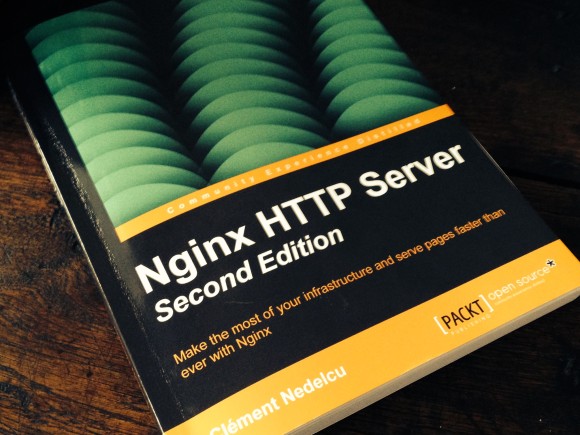 Community Experience Distilled
Nginx HTTP Server
Second Edition
Make the most of your infrastructure and serve pages faster than
ever with Nginx
Clément Nedelcu
[PACKT] open source*
PUBLISHING